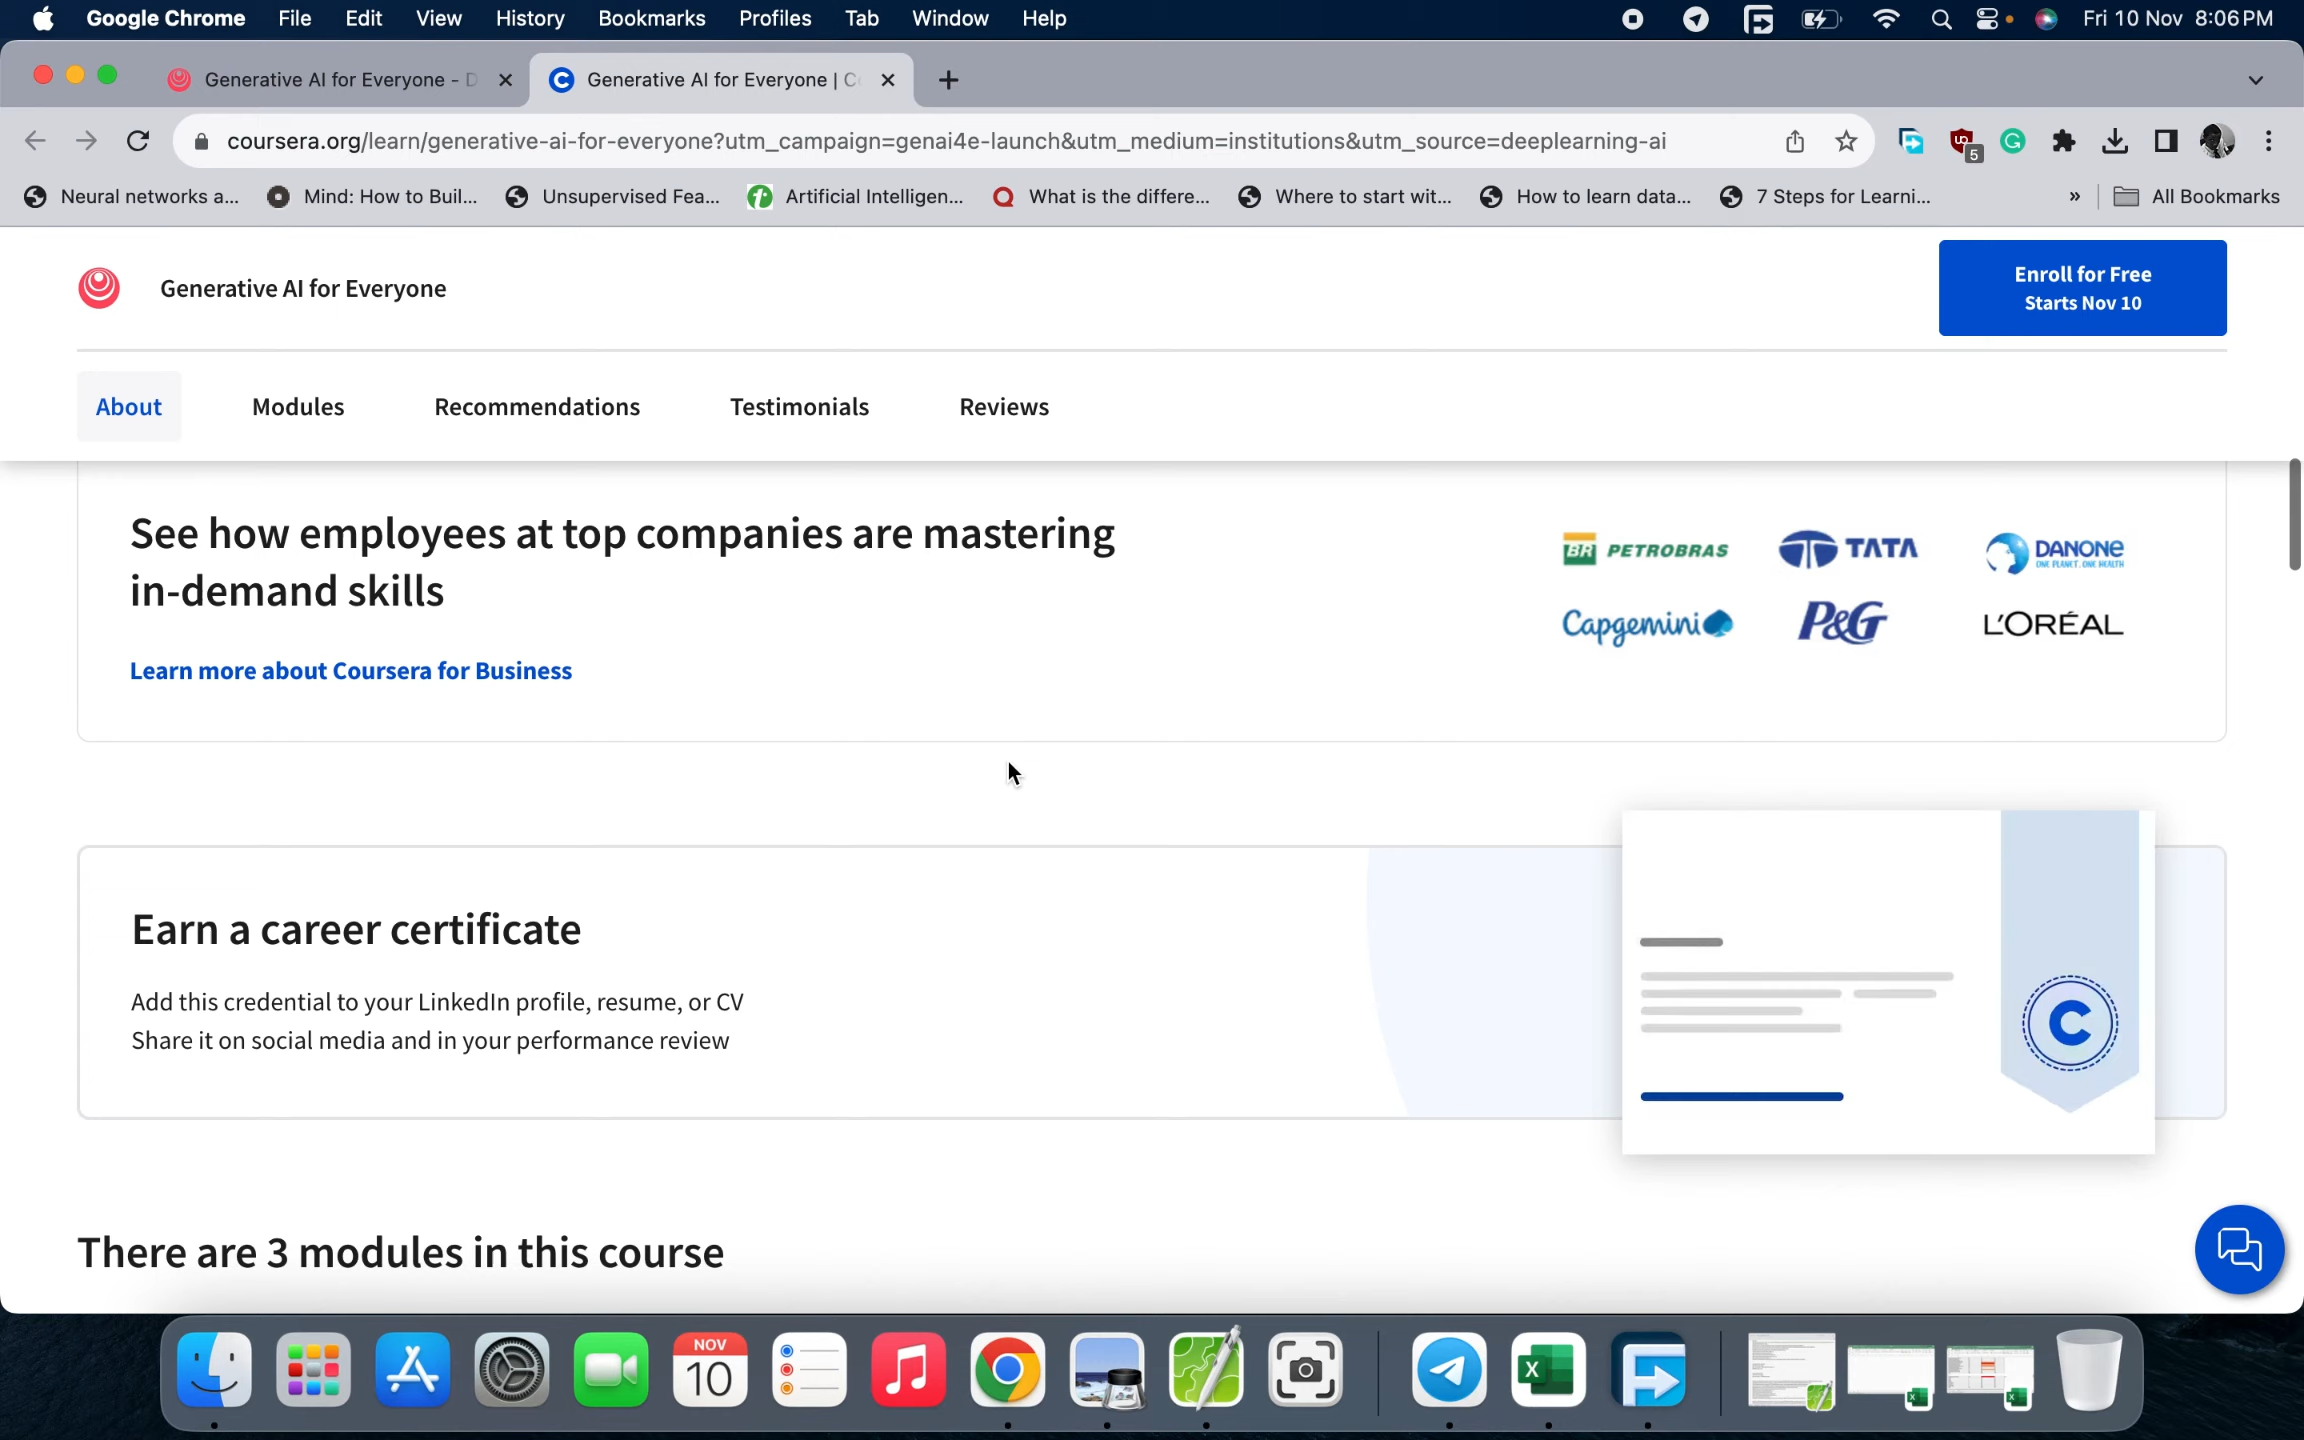 Google Chrome File Edit View History Bookmarks Profiles Tab Window Help Fri 10 Nov 8:06 PM
Generative AI for Everyone - D Generative AI for Everyone | Co
coursera.org/learn/generative-ai-for-everyone?utm_campaign=genai4e-launch&utm_medium=institutions&utm_source=deeplearning-ai 5
Neural networks a... Mind: How to Buil... Unsupervised Fea... Artificial Intelligen... What is the differe... Where to start wit... How to learn data... 7 Steps for Learni... » All Bookmarks
Generative AI for Everyone
Enroll for Free
Starts Nov 10
About Modules Recommendations Testimonials Reviews
See how employees at top companies are mastering
in-demand skills
Learn more about Coursera for Business
BR PETROBRAS TATA DANONE
ONE PLANET. ONE HEALTH
Capgemini P&G L'ORÉAL
Earn a career certificate
Add this credential to your LinkedIn profile, resume, or CV
Share it on social media and in your performance review
C
There are 3 modules in this course
NOV
10